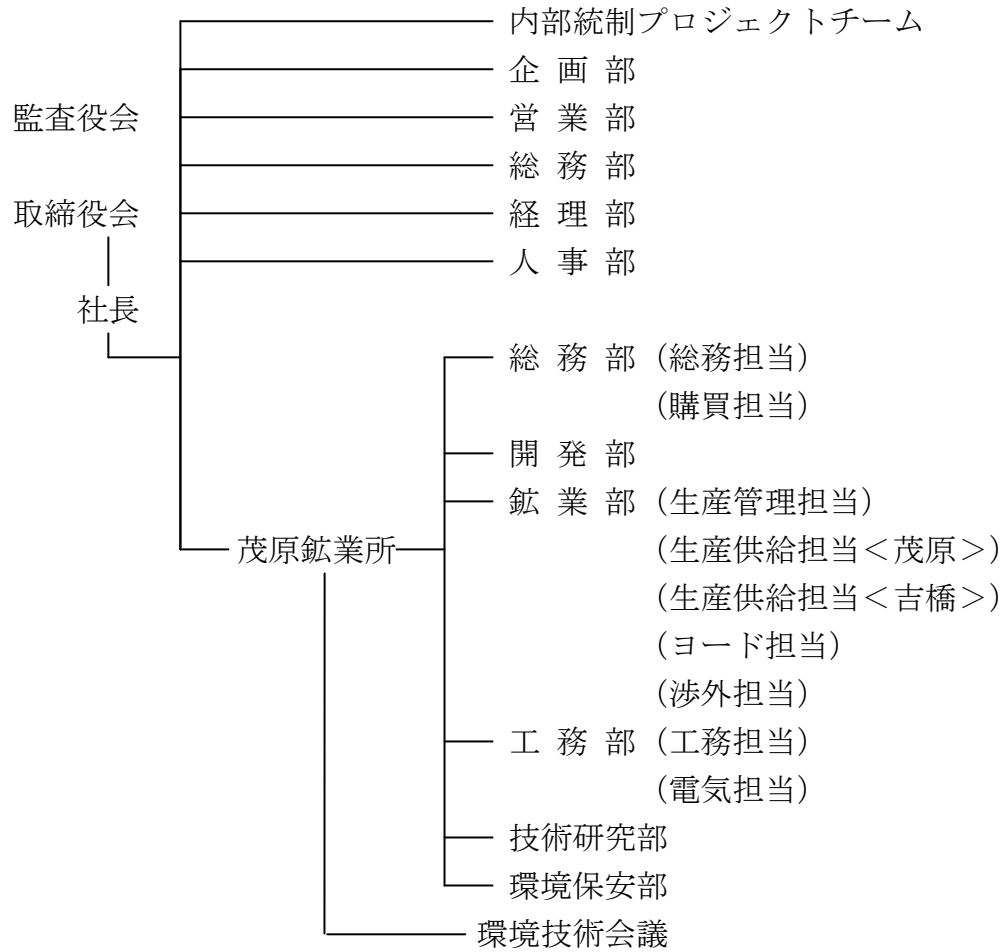 内部統制プロジェクトチーム
企 画 部
監査役会
営 業 部
総 務 部
取締役会
経 理 部
人 事 部
社長
総 務 部（総務担当）
（購買担当）
開 発 部
鉱 業 部（生産管理担当）
茂原鉱業所
（生産供給担当＜茂原＞）
（生産供給担当＜吉橋＞）
（ヨード担当）
（渉外担当）
工 務 部（工務担当）
（電気担当）
技術研究部
環境保安部
環境技術会議